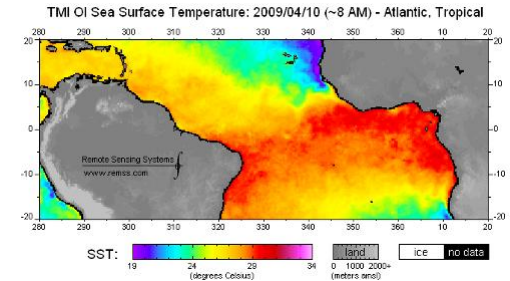 TMI OI Sea Surface Temperature: 2009/04/10 (~8 AM) - Atlantic, Tropical
280 290 300 310 320 330 340 350 360 10 20
20 20
10 10
0 0
-10 -10
-20 -20
Remote Sensing Systems
www.remss.com
280 290 300 310 320 330 340 350 360 10 20
SST: land ice no data
19 24 29 34 0 1000 2000+
(degrees Celsius) (meters amsl)